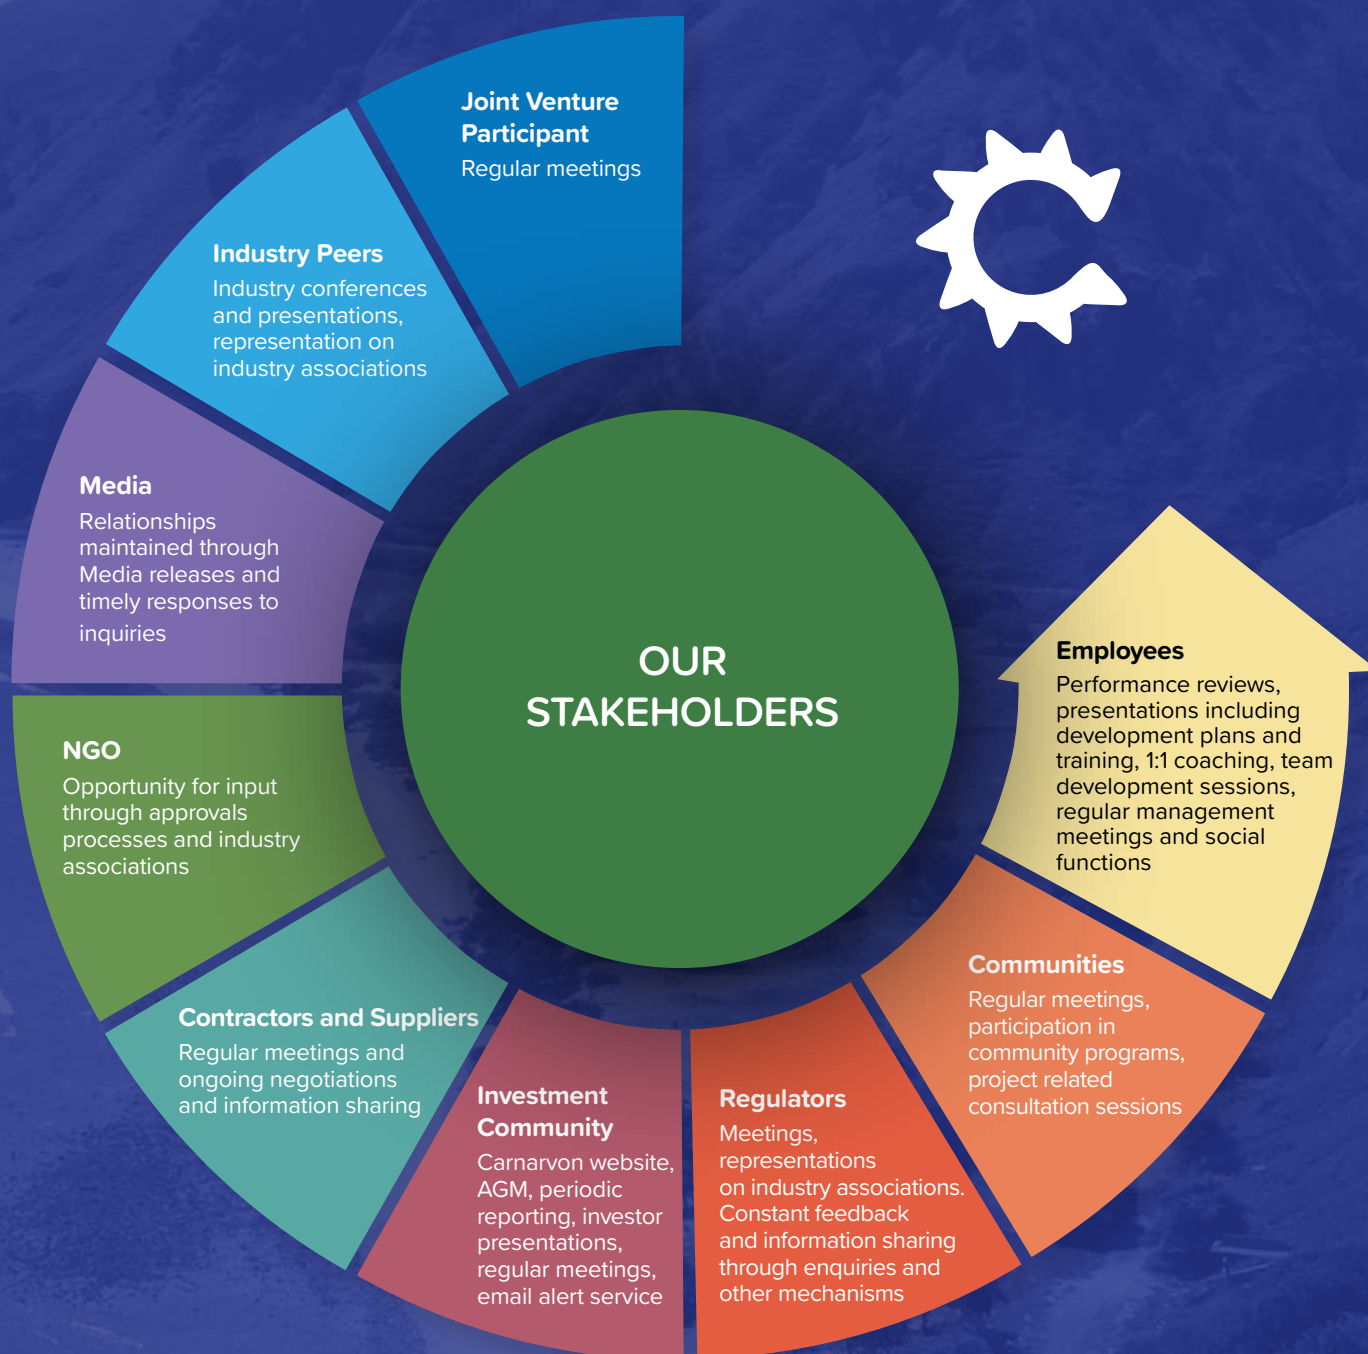 Joint Venture
Participant
Regular meetings
Industry Peers
Industry conferences
and presentations,
representation on
industry associations
Media
Relationships
maintained through
Media releases and
timely responses to
inquiries
OUR
STAKEHOLDERS
NGO
Opportunity for input
through approvals
processes and industry
associations
Contractors and Suppliers
Regular meetings and
ongoing negotiations
and information sharing
Investment
Community
Carnarvon website,
AGM, periodic
reporting, investor
presentations,
regular meetings,
email alert service
Regulators
Meetings,
representations
on industry associations.
Constant feedback
and information sharing
through enquiries and
other mechanisms
Communities
Regular meetings,
participation in
community programs,
project related
consultation sessions
Employees
Performance reviews,
presentations including
development plans and
training, 1:1 coaching, team
development sessions,
regular management
meetings and social
functions